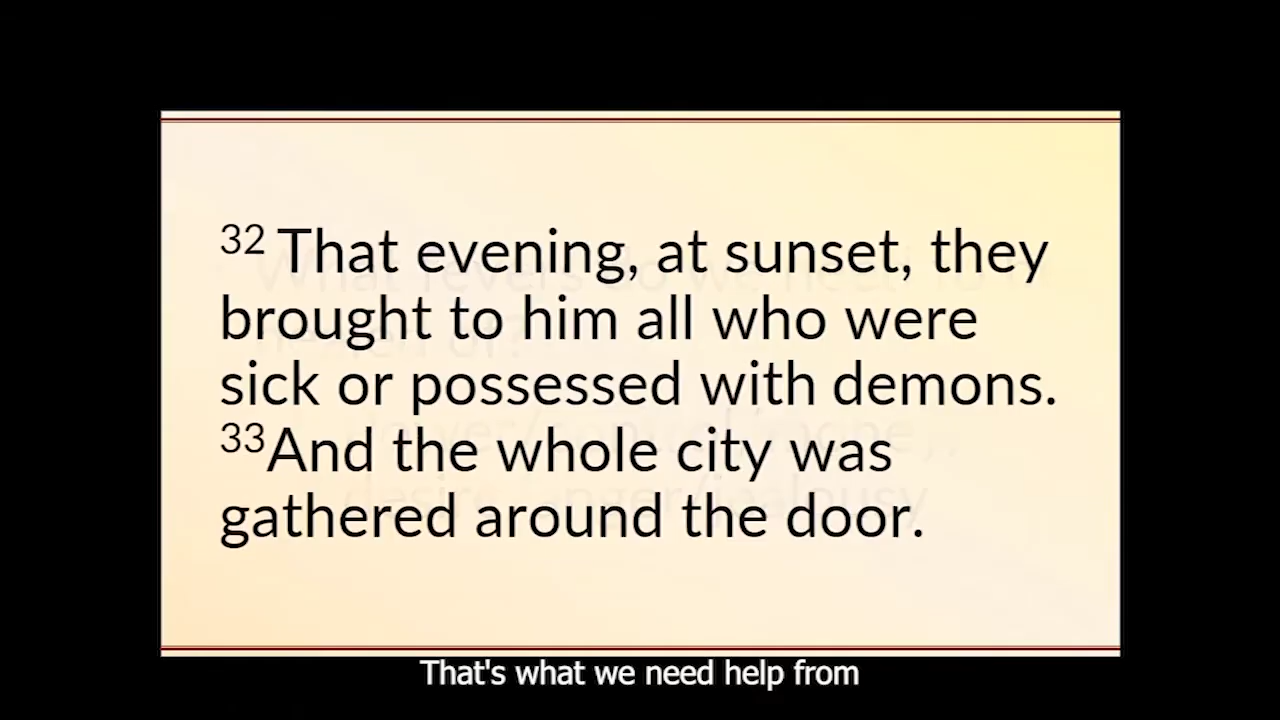 32 That evening, at sunset, they
brought to him all who were
sick or possessed with demons.
33 And the whole city was
gathered around the door.
That's what we need help from